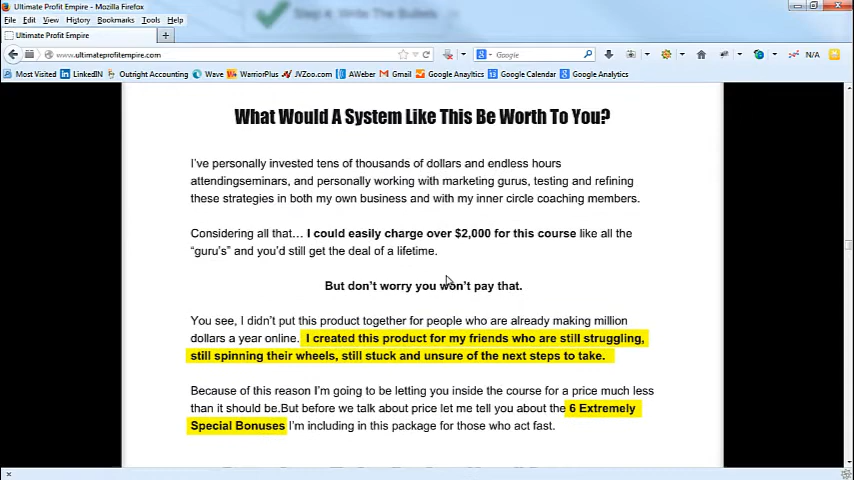 Step 4: Write The Bullets
Ultimate Profit Empire - Mozilla Firefox
File Edit View History Bookmarks Tools Help
Ultimate Profit Empire
www.ultimateprofitempire.com
Google
N/A
Most Visited LinkedIN Outright Accounting Wave WarriorPlus JVZoo.com AWeber Gmail Google Anayltics Google Calendar Google Analytics
What Would A System Like This Be Worth To You?
I've personally invested tens of thousands of dollars and endless hours
attendingseminars, and personally working with marketing gurus, testing and refining
these strategies in both my own business and with my inner circle coaching members.
Considering all that… I could easily charge over $2,000 for this course like all the
“guru's” and you'd still get the deal of a lifetime.
But don't worry you won't pay that.
You see, I didn't put this product together for people who are already making million
dollars a year online. I created this product for my friends who are still struggling,
still spinning their wheels, still stuck and unsure of the next steps to take.
Because of this reason I'm going to be letting you inside the course for a price much less
than it should be.But before we talk about price let me tell you about the 6 Extremely
Special Bonuses I'm including in this package for those who act fast.